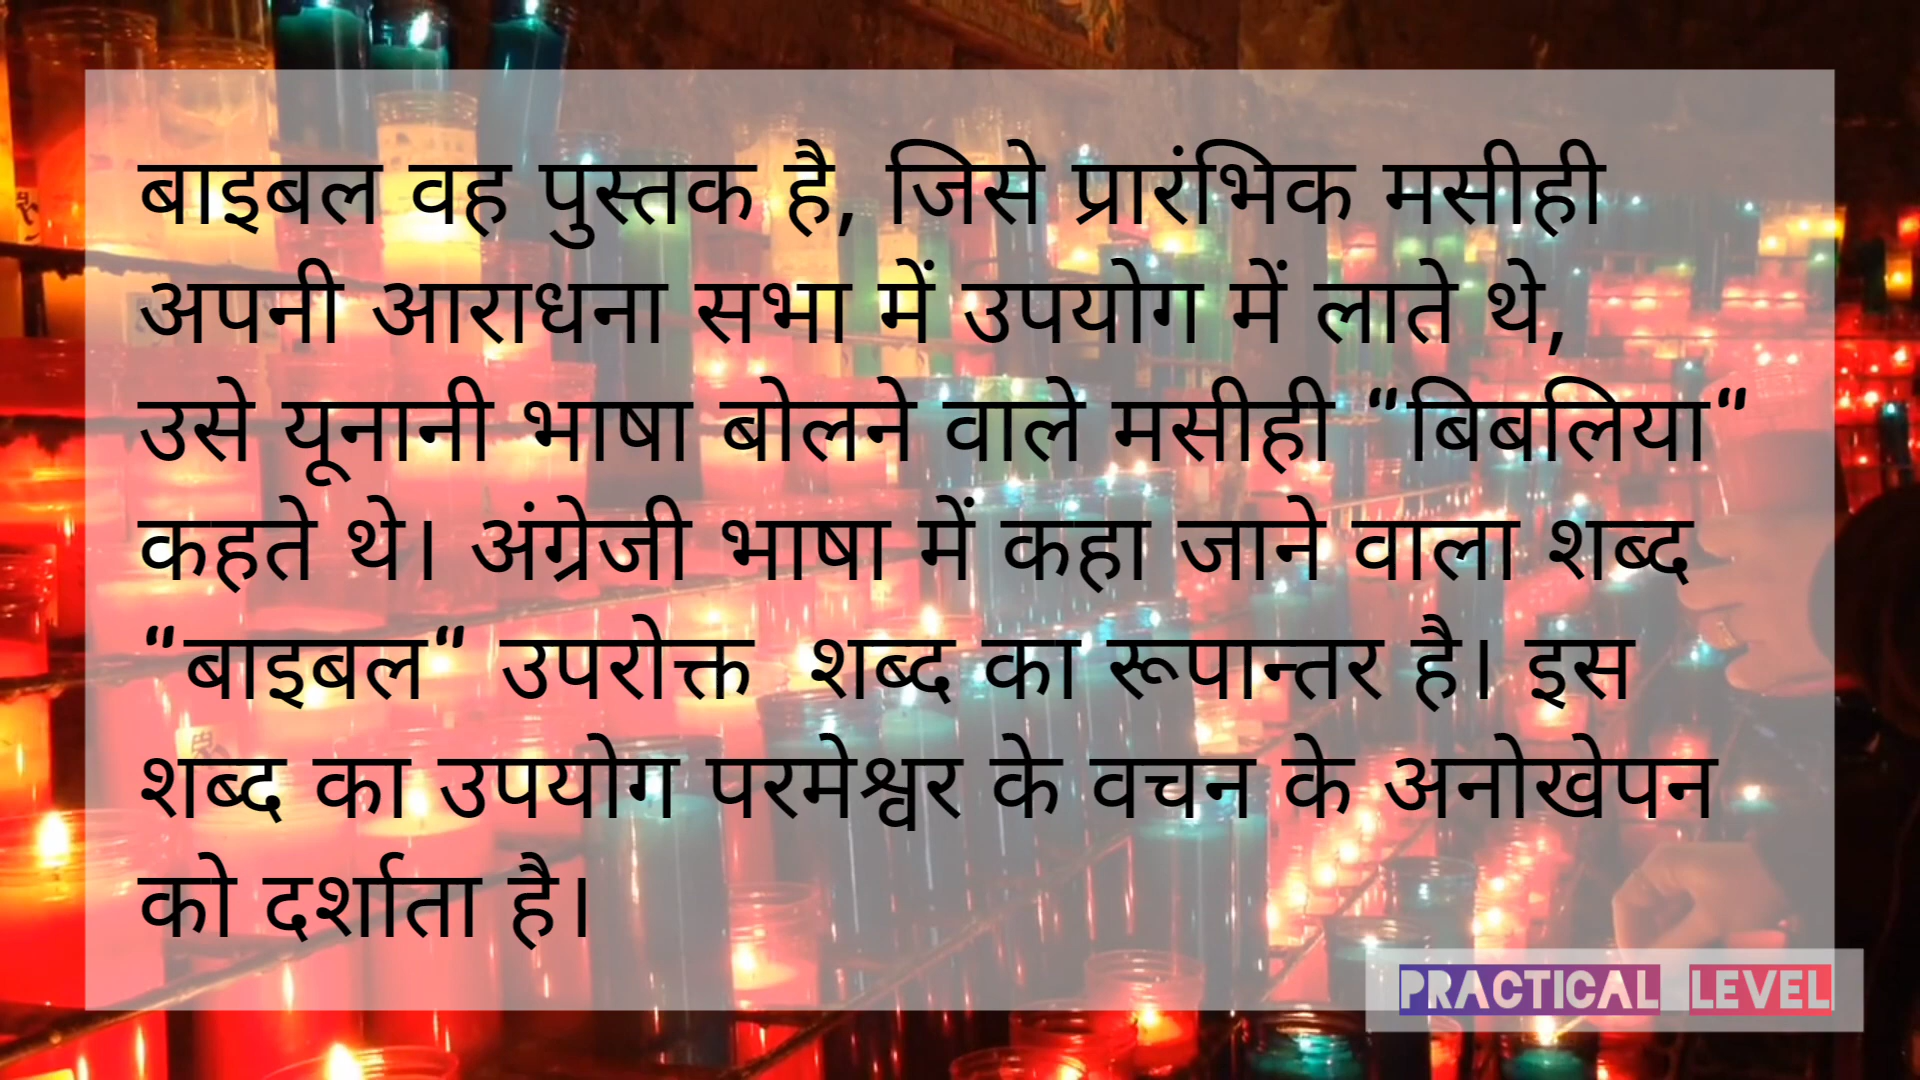 बाइबल वह पुस्तक है, जिसे प्रारंभिक मसीही
अपनी आराधना सभा में उपयोग में लाते थे,
उसे यूनानी भाषा बोलने वाले मसीही "बिबलिया"
कहते थे। अंग्रेजी भाषा में कहा जाने वाला शब्द
"बाइबल" उपरोक्त  शब्द का रूपान्तर है। इस
शब्द का उपयोग परमेश्वर के वचन के अनोखेपन
को दर्शाता है।
PRACTICAL LEVEL